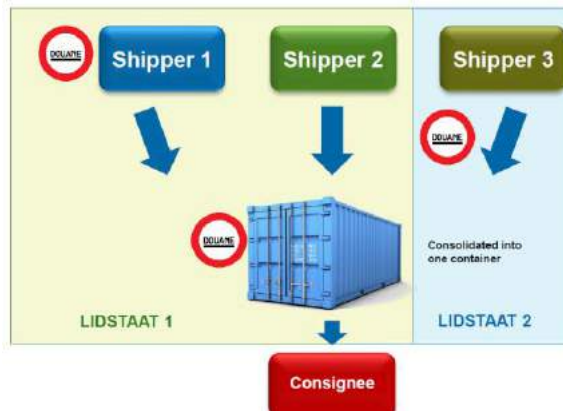 DOUANE
Shipper 1
Shipper 2
Shipper 3
DOUANE
DOUANE
Consolidated into
one container
LIDSTAAT 1
LIDSTAAT 2
Consignee